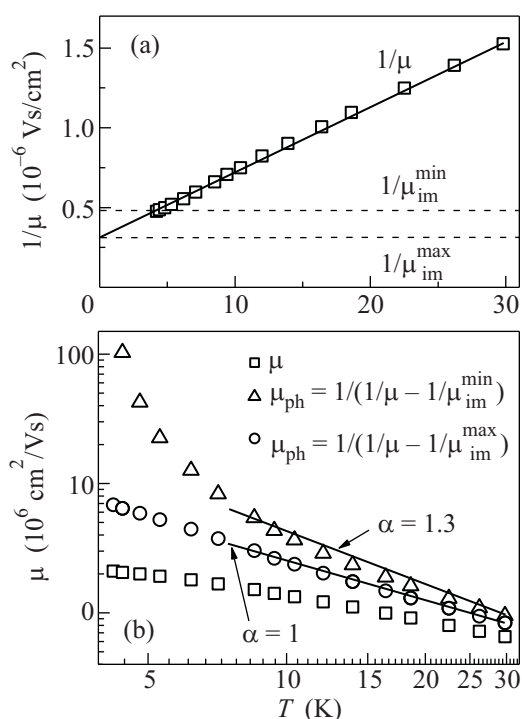 (a)
1/μ
1/μ (10⁻⁶ Vs/cm²)
1.5
1.0
0.5
1/μ_im^min
1/μ_im^max
0 10 20 30
(b)
μ (10⁶ cm²/Vs)
100
10
0
□ μ
△ μ_ph = 1/(1/μ – 1/μ_im^min)
○ μ_ph = 1/(1/μ – 1/μ_im^max)
α = 1.3
α = 1
5 10 15 20 25 30
T (K)